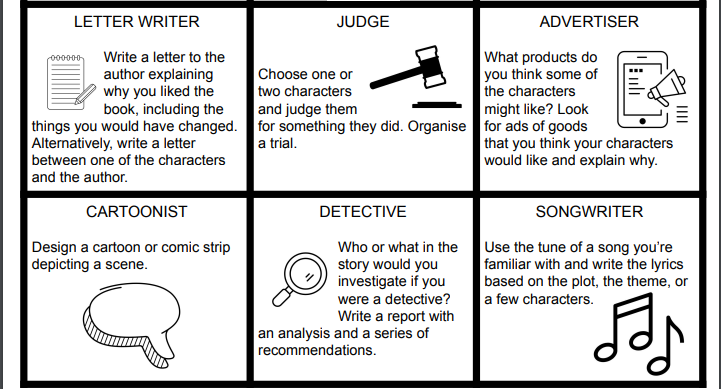 LETTER WRITER
Write a letter to the
author explaining
why you liked the
book, including the
things you would have changed.
Alternatively, write a letter
between one of the characters
and the author.
JUDGE
Choose one or
two characters
and judge them
for something they did. Organise
a trial.
ADVERTISER
What products do
you think some of
the characters
might like? Look
for ads of goods
that you think your characters
would like and explain why.
CARTOONIST
Design a cartoon or comic strip
depicting a scene.
DETECTIVE
Who or what in the
story would you
investigate if you
were a detective?
Write a report with
an analysis and a series of
recommendations.
SONGWRITER
Use the tune of a song you're
familiar with and write the lyrics
based on the plot, the theme, or
a few characters.